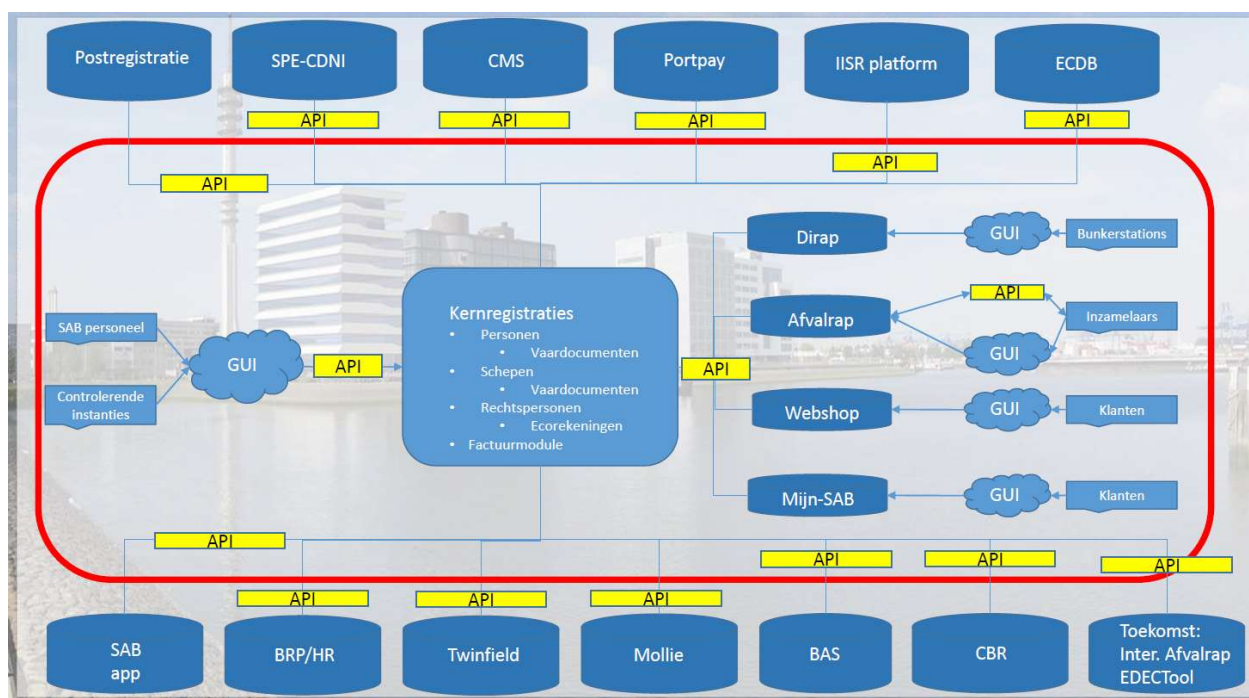 Postregistratie
SPE-CDNI
CMS
Portpay
IISR platform
ECDB
API
API
API
API
API
API
Dirap
GUI
Bunkerstations
Kernregistraties
• Personen
• Vaardocumenten
• Schepen
• Vaardocumenten
• Rechtspersonen
• Ecorekeningen
• Factuurmodule
SAB personeel
Controlerende
instanties
GUI
API
API
Afvalrap
API
GUI
Inzamelaars
Webshop
GUI
Klanten
Mijn-SAB
GUI
Klanten
API
API
API
API
API
API
API
SAB
app
BRP/HR
Twinfield
Mollie
BAS
CBR
Toekomst:
Inter. Afvalrap
EDECTool